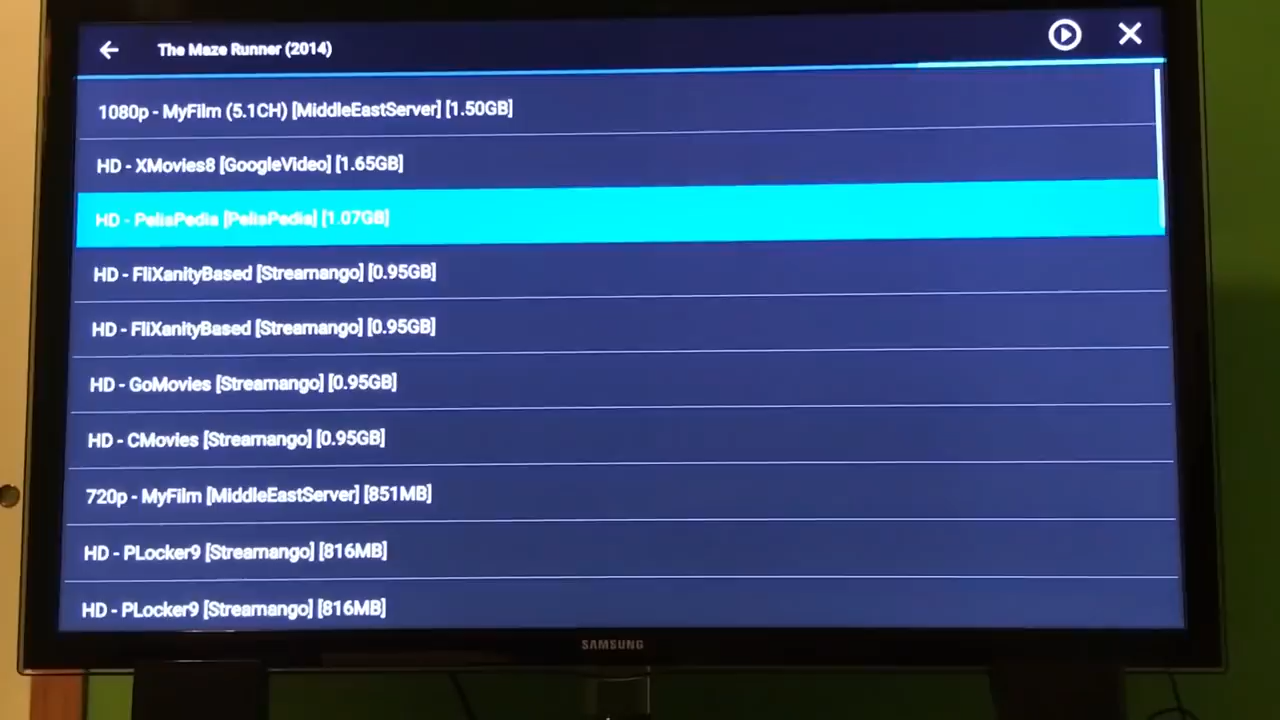 The Maze Runner (2014)
1080p - MyFilm (5.1CH) [MiddleEastServer] [1.50GB]
HD - XMovies8 [GoogleVideo] [1.65GB]
HD - PelisPedia [PelisPedia] [1.07GB]
HD - FliXanityBased [Streamango] [0.95GB]
HD - FliXanityBased [Streamango] [0.95GB]
HD - GoMovies [Streamango] [0.95GB]
HD - CMovies [Streamango] [0.95GB]
720p - MyFilm [MiddleEastServer] [851MB]
HD - PLocker9 [Streamango] [816MB]
HD - PLocker9 [Streamango] [816MB]
SAMSUNG